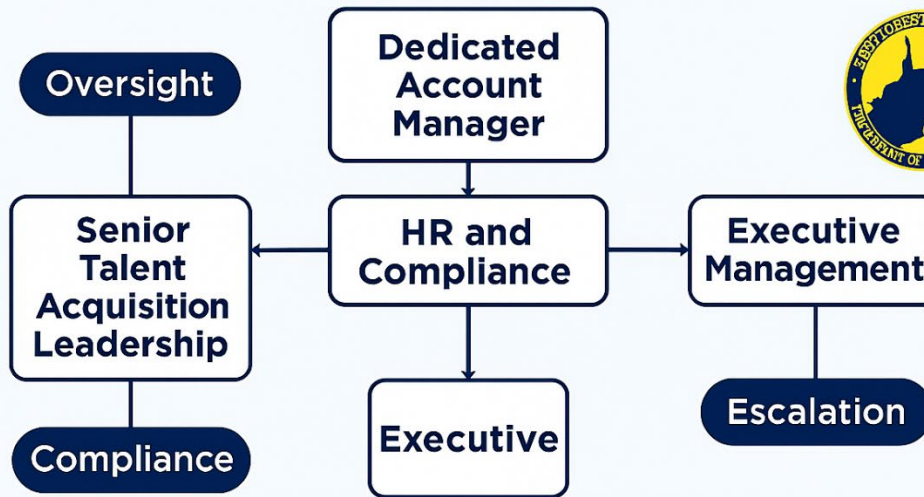 Oversight
Dedicated
Account
Manager
Senior
Talent
Acquisition
Leadership
HR and
Compliance
Executive
Management
Compliance
Executive
Escalation